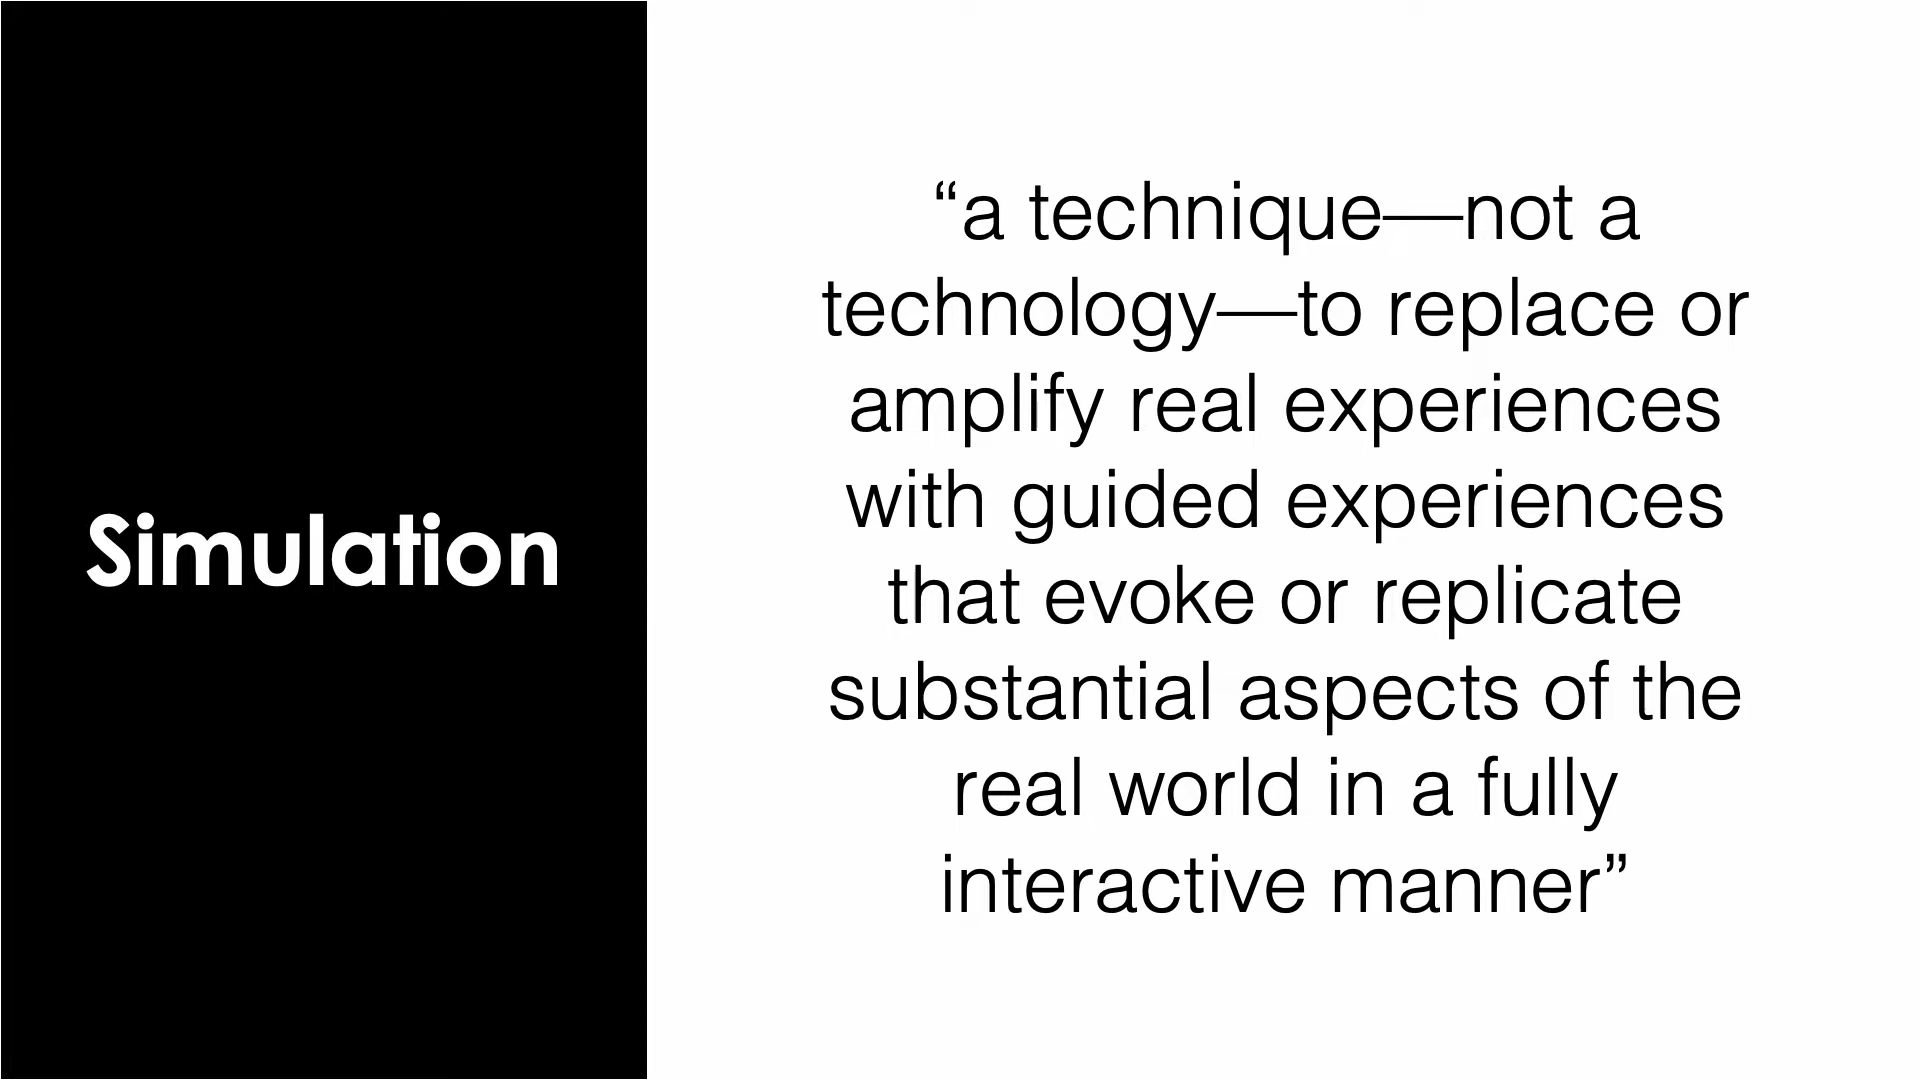 Simulation
“a technique—not a
technology—to replace or
amplify real experiences
with guided experiences
that evoke or replicate
substantial aspects of the
real world in a fully
interactive manner”